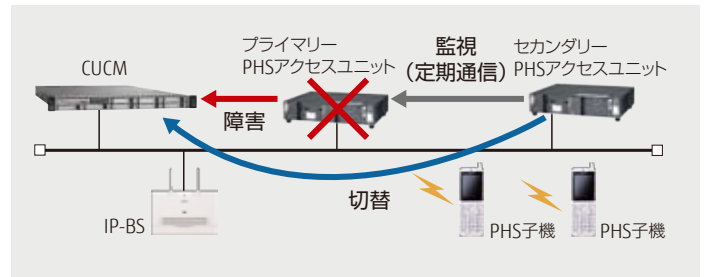 CUCM
プライマリー
PHSアクセスユニット
監視
(定期通信)
セカンダリー
PHSアクセスユニット
障害
切替
IP-BS
PHS子機
PHS子機